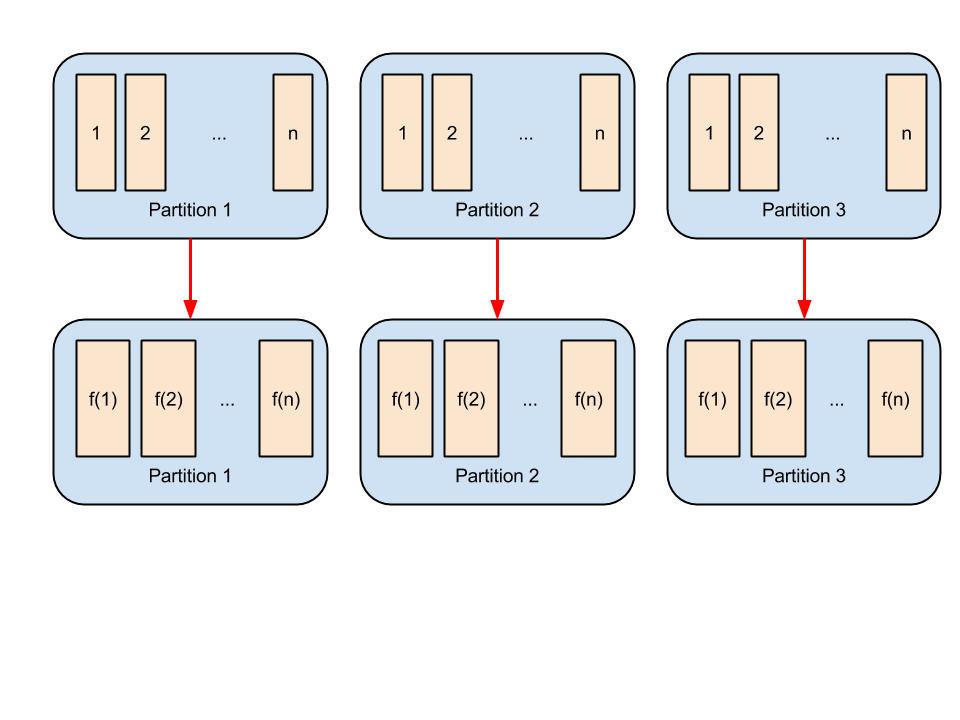 1 2 ... n
Partition 1
1 2 ... n
Partition 2
1 2 ... n
Partition 3
f(1) f(2) ... f(n)
Partition 1
f(1) f(2) ... f(n)
Partition 2
f(1) f(2) ... f(n)
Partition 3